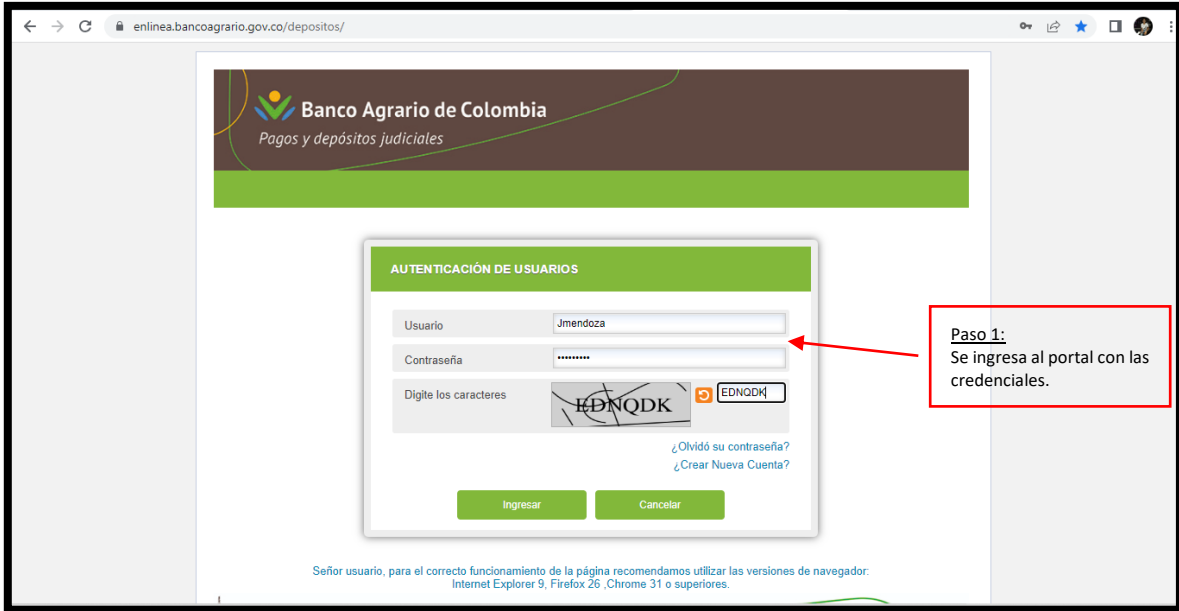 enlinea.bancoagrario.gov.co/depositos/
Banco Agrario de Colombia
Pagos y depósitos judiciales
AUTENTICACIÓN DE USUARIOS
Usuario
Jmendoza
Contraseña
•••••••••
Digite los caracteres
EDNQDK
EDNQDK
¿Olvidó su contraseña?
¿Crear Nueva Cuenta?
Ingresar
Cancelar
Señor usuario, para el correcto funcionamiento de la página recomendamos utilizar las versiones de navegador:
Internet Explorer 9, Firefox 26 ,Chrome 31 o superiores.
Paso 1:
Se ingresa al portal con las
credenciales.